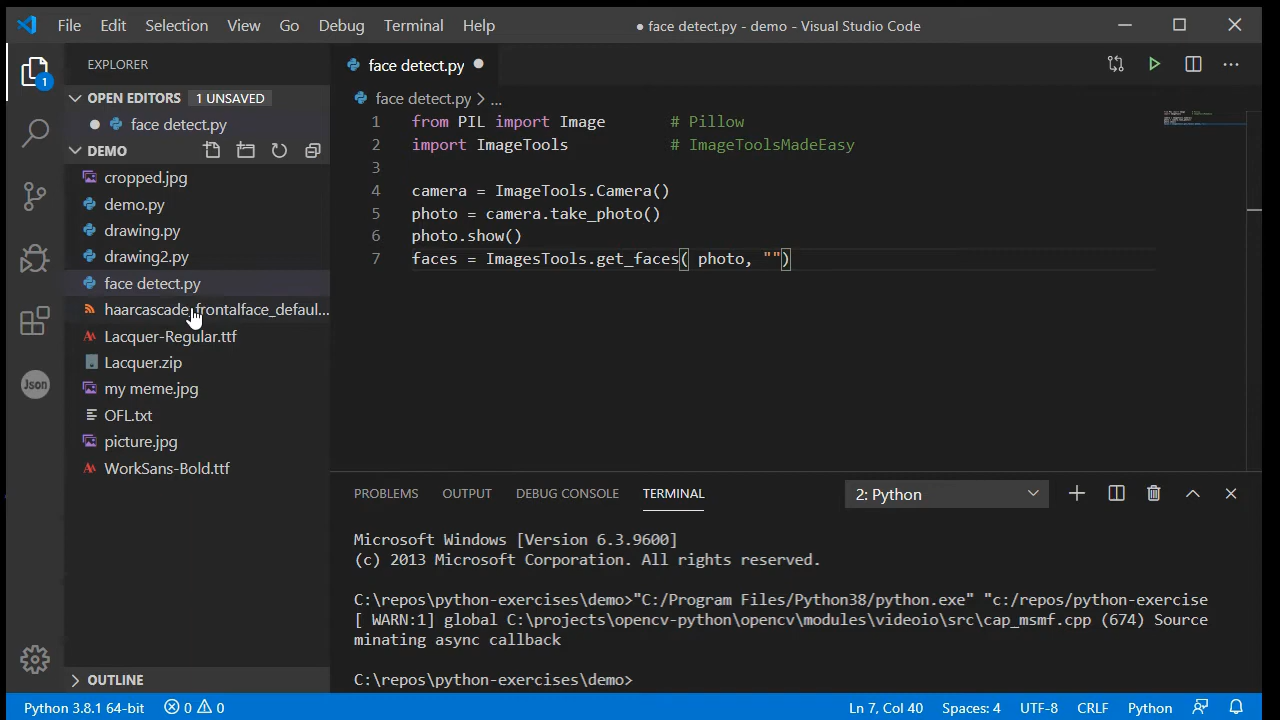 File Edit Selection View Go Debug Terminal Help ● face detect.py - demo - Visual Studio Code
EXPLORER
OPEN EDITORS 1 UNSAVED
● face detect.py
DEMO
cropped.jpg
demo.py
drawing.py
drawing2.py
face detect.py
haarcascade_frontalface_defaul...
Lacquer-Regular.ttf
Lacquer.zip
my meme.jpg
OFL.txt
picture.jpg
WorkSans-Bold.ttf
OUTLINE
1
Json
face detect.py ●
face detect.py > ...
1 from PIL import Image # Pillow
2 import ImageTools # ImageToolsMadeEasy
3
4 camera = ImageTools.Camera()
5 photo = camera.take_photo()
6 photo.show()
7 faces = ImagesTools.get_faces( photo, "")
PROBLEMS OUTPUT DEBUG CONSOLE TERMINAL 2: Python
Microsoft Windows [Version 6.3.9600]
(c) 2013 Microsoft Corporation. All rights reserved.
C:\repos\python-exercises\demo>"C:/Program Files/Python38/python.exe" "c:/repos/python-exercise
[ WARN:1] global C:\projects\opencv-python\opencv\modules\videoio\src\cap_msmf.cpp (674) Source
minating async callback
C:\repos\python-exercises\demo>
Python 3.8.1 64-bit 0 0 Ln 7, Col 40 Spaces: 4 UTF-8 CRLF Python